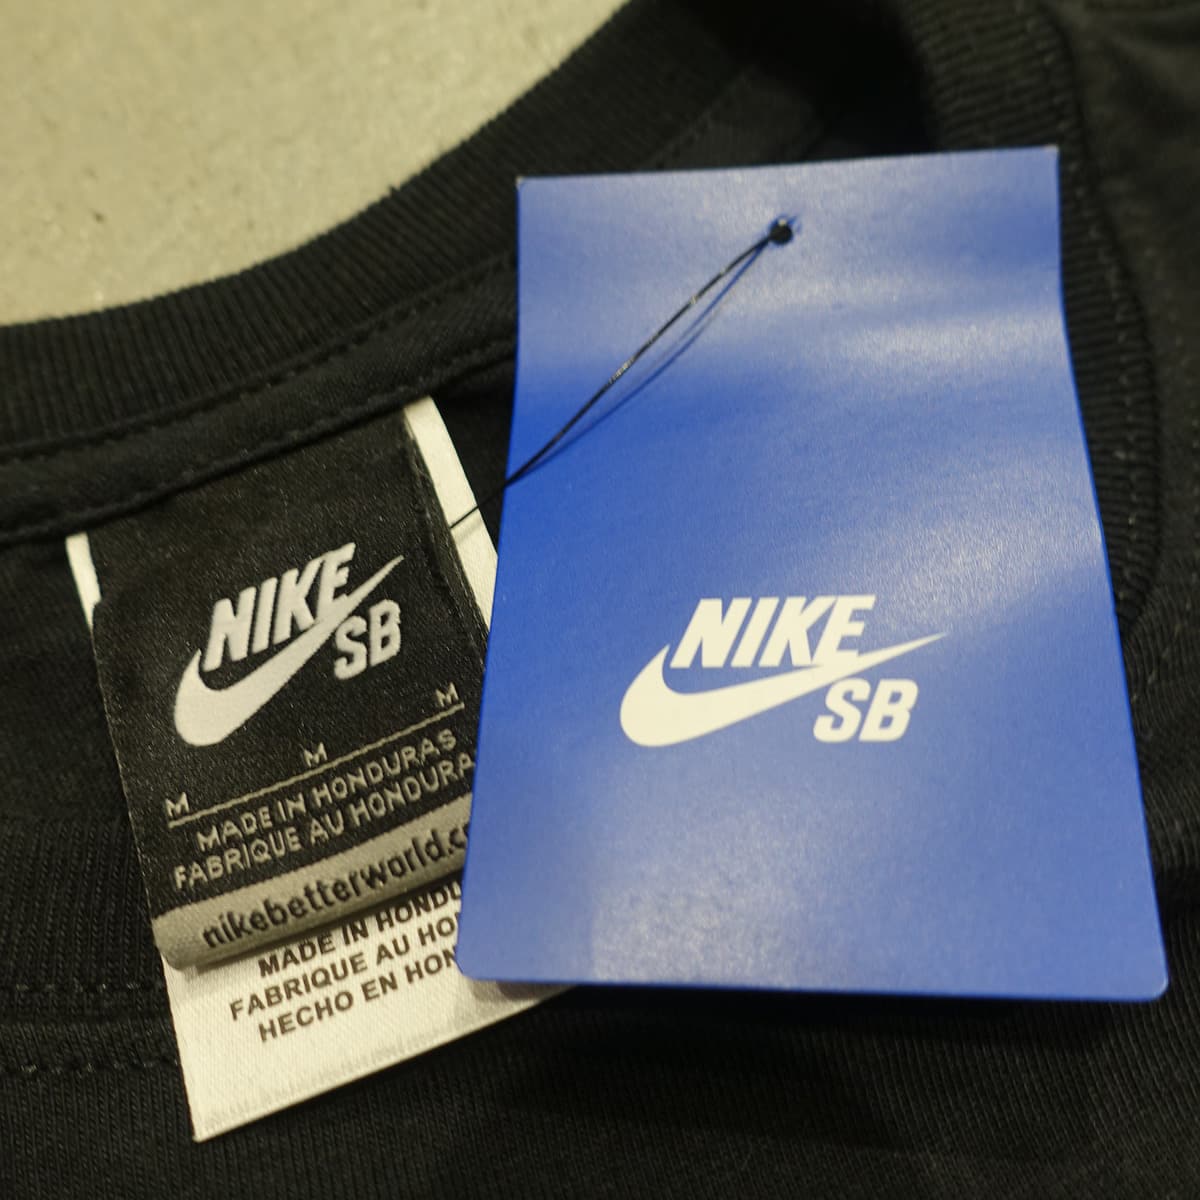 NIKE
SB
M
M
M
MADE IN HONDURAS
FABRIQUE AU HONDURA
nikebetterworld.c
MADE IN HONDU
FABRIQUE AU HO
HECHO EN HON
NIKE
SB